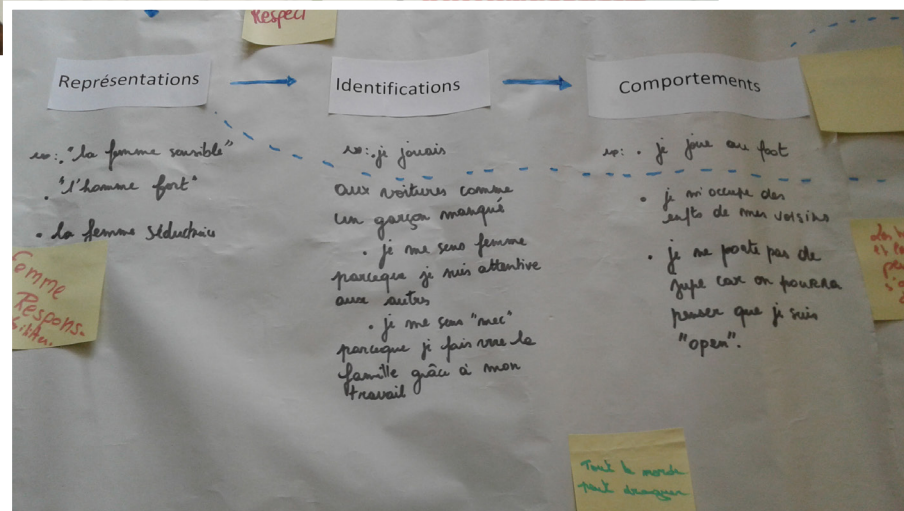 Respect
Représentations
Identifications
Comportements
ex: . "la femme sensible"
. "l'homme fort"
. la femme séductrice
ex: . je jouais
aux voitures comme
un garçon manqué
. je me sens femme
parceque je suis attentive
aux autres
. je me sens "mec"
parceque je fais vivre la
famille grâce à mon
travail
ex: . je joue au foot
. je m'occupe des
enfts de mes voisins
. je ne porte pas de
jupe car on pourra
penser que je suis
"open".
Femme
Respons.
Tout le monde
peut draguer